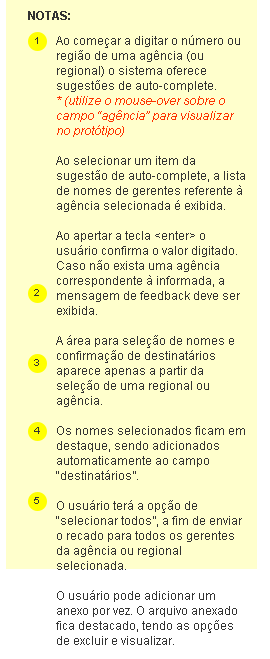 NOTAS:
1 Ao começar a digitar o número ou
região de uma agência (ou
regional) o sistema oferece
sugestões de auto-complete.
* (utilize o mouse-over sobre o
campo "agência" para visualizar
no protótipo)
Ao selecionar um item da
sugestão de auto-complete, a lista
de nomes de gerentes referente à
agência selecionada é exibida.
Ao apertar a tecla <enter> o
usuário confirma o valor digitado.
Caso não exista uma agência
correspondente à informada, a
2 mensagem de feedback deve ser
exibida.
A área para seleção de nomes e
3 confirmação de destinatários
aparece apenas a partir da
seleção de uma regional ou
agência.
4 Os nomes selecionados ficam em
destaque, sendo adicionados
automaticamente ao campo
"destinatários".
5 O usuário terá a opção de
"selecionar todos", a fim de enviar
o recado para todos os gerentes
da agência ou regional
selecionada.
O usuário pode adicionar um
anexo por vez. O arquivo anexado
fica destacado, tendo as opções
de excluir e visualizar.